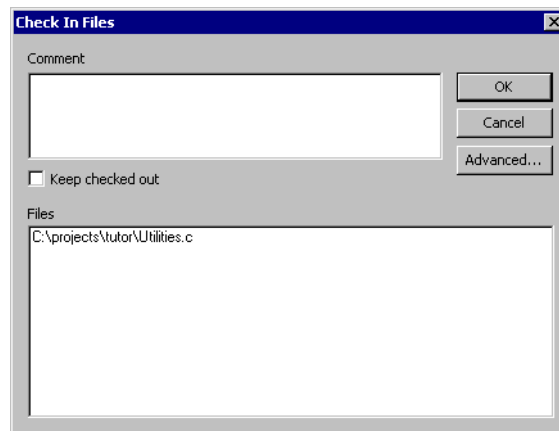 Check In Files
Comment
OK
Cancel
Advanced...
Keep checked out
Files
C:\projects\tutor\Utilities.c